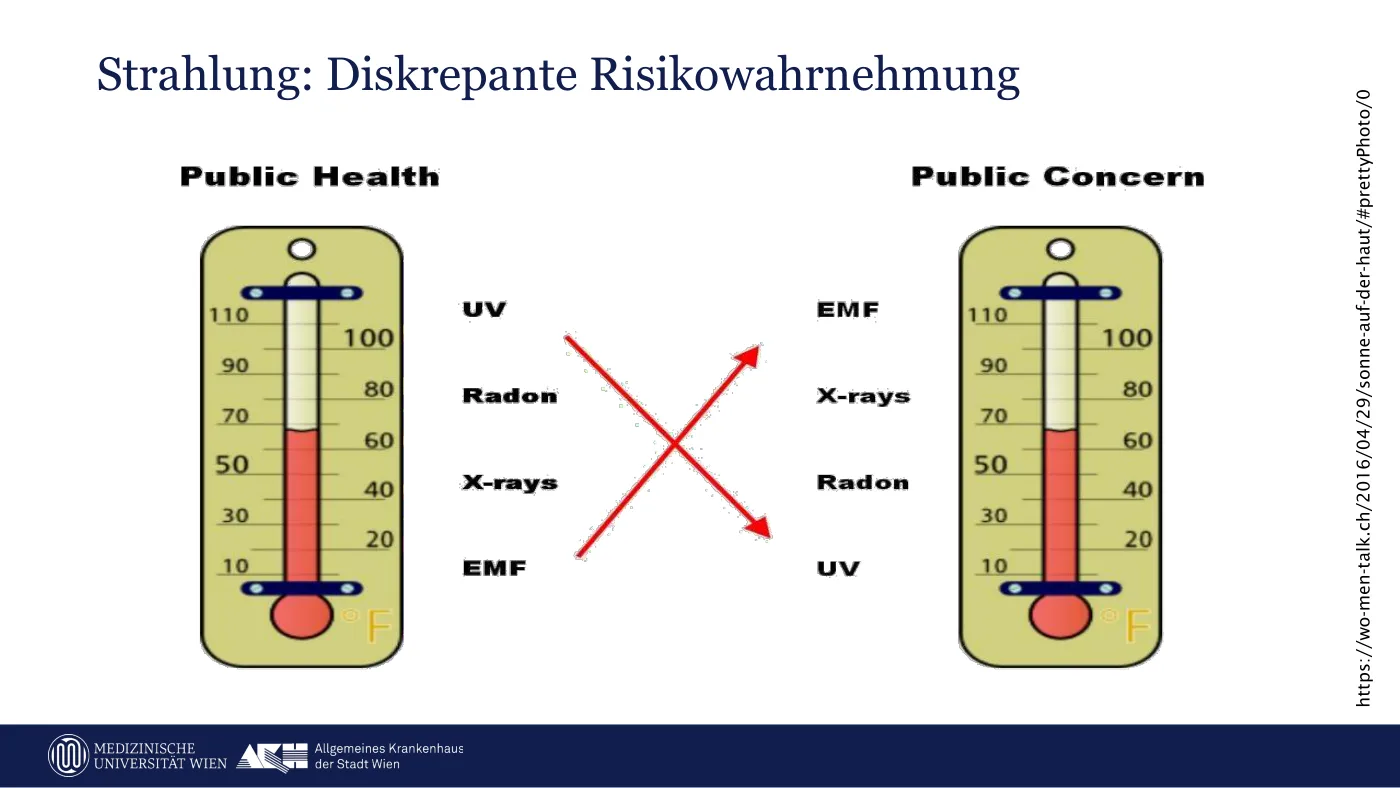 Strahlung: Diskrepante Risikowahrnehmung
Public Health
Public Concern
110
100
90
80
70
60
50
40
30
20
10
°F
UV
Radon
X-rays
EMF
EMF
X-rays
Radon
UV
110
100
90
80
70
60
50
40
30
20
10
°F
https://wo-men-talk.ch/2016/04/29/sonne-auf-der-haut/#prettyPhoto/0
MEDIZINISCHE
UNIVERSITÄT WIEN
AKH
Allgemeines Krankenhaus
der Stadt Wien